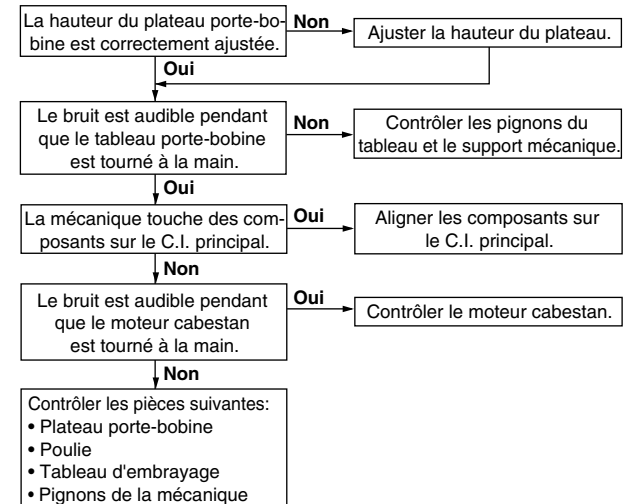 La hauteur du plateau porte-bo-
bine est correctement ajustée.
Non
Ajuster la hauteur du plateau.
Oui
Le bruit est audible pendant
que le tableau porte-bobine
est tourné à la main.
Non
Contrôler les pignons du
tableau et le support mécanique.
Oui
La mécanique touche des com-
posants sur le C.I. principal.
Oui
Aligner les composants sur
le C.I. principal.
Non
Le bruit est audible pendant
que le moteur cabestan
est tourné à la main.
Oui
Contrôler le moteur cabestan.
Non
Contrôler les pièces suivantes:
• Plateau porte-bobine
• Poulie
• Tableau d'embrayage
• Pignons de la mécanique